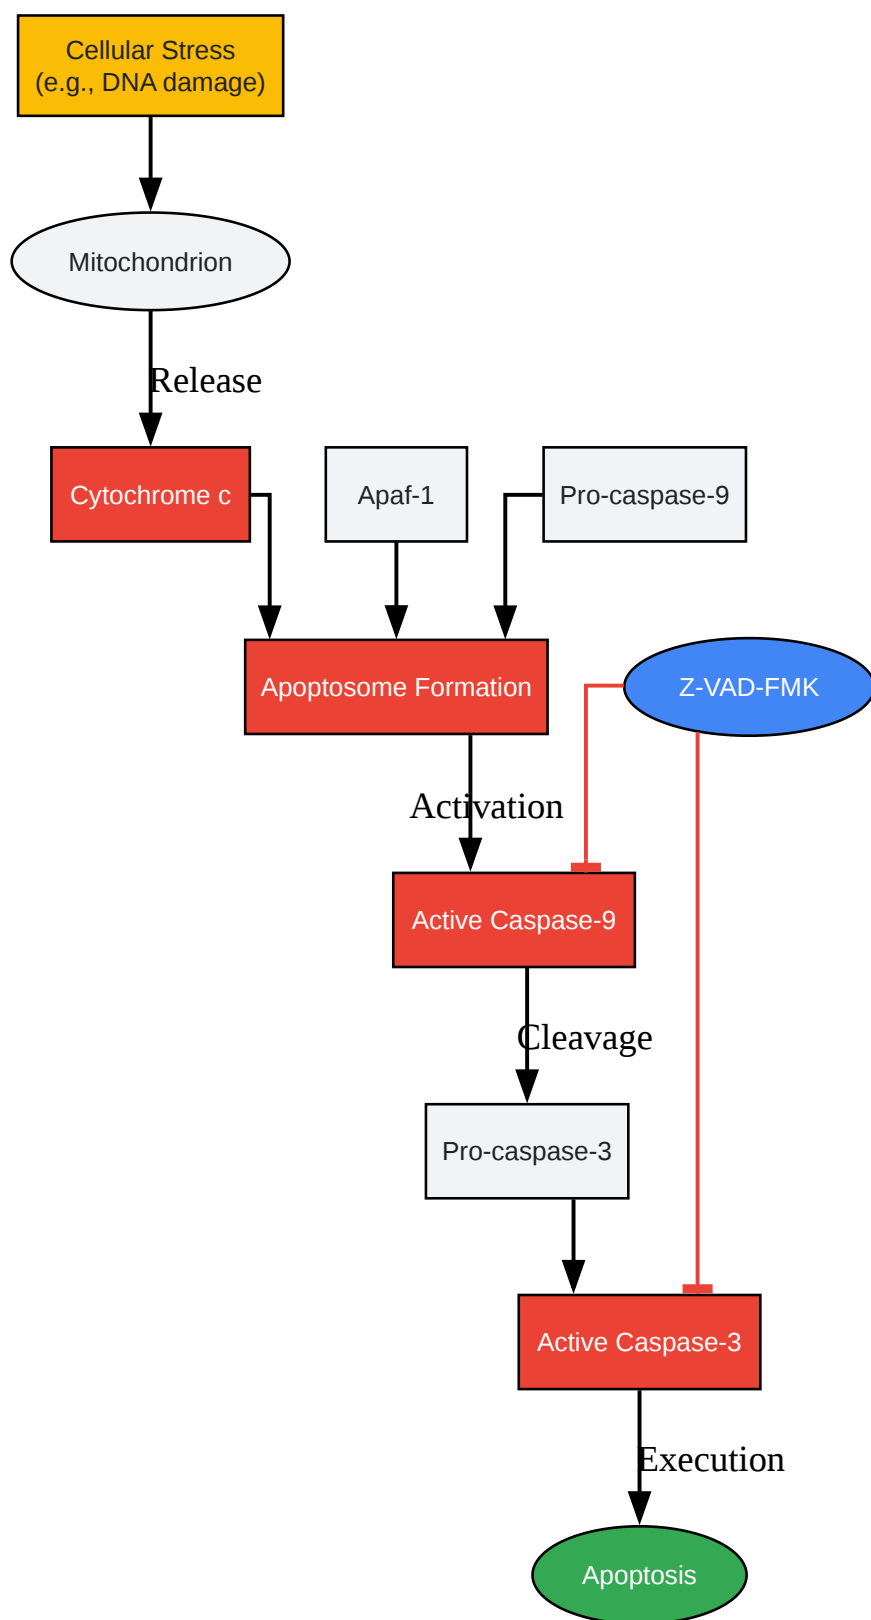 Cellular Stress
(e.g., DNA damage)
Mitochondrion
Release
Cytochrome c
Apaf-1
Pro-caspase-9
Apoptosome Formation
Z-VAD-FMK
Activation
Active Caspase-9
Cleavage
Pro-caspase-3
Active Caspase-3
Execution
Apoptosis